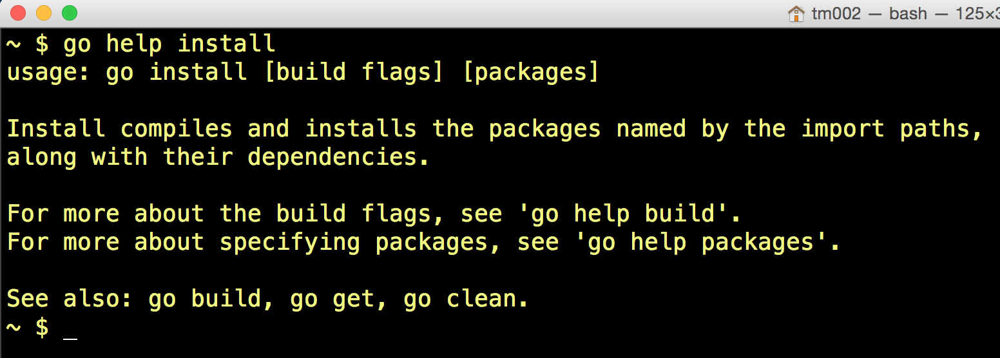 tm002 — bash — 125×3
~ $ go help install
usage: go install [build flags] [packages]
Install compiles and installs the packages named by the import paths,
along with their dependencies.
For more about the build flags, see 'go help build'.
For more about specifying packages, see 'go help packages'.
See also: go build, go get, go clean.
~ $ _